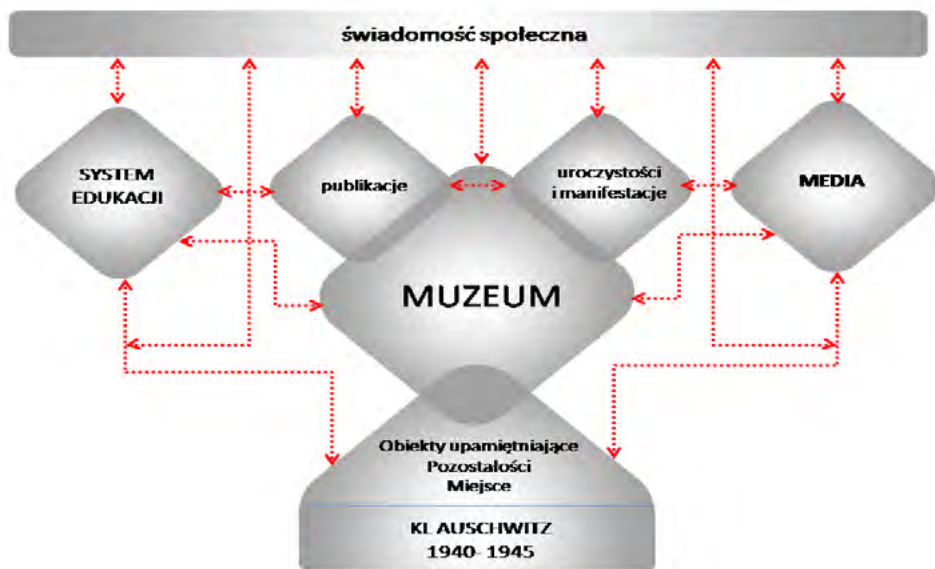 świadomość społeczna
SYSTEM
EDUKACJI
publikacje
uroczystości
i manifestacje
MEDIA
MUZEUM
Obiekty upamiętniające
Pozostałości
Miejsce
KL AUSCHWITZ
1940- 1945